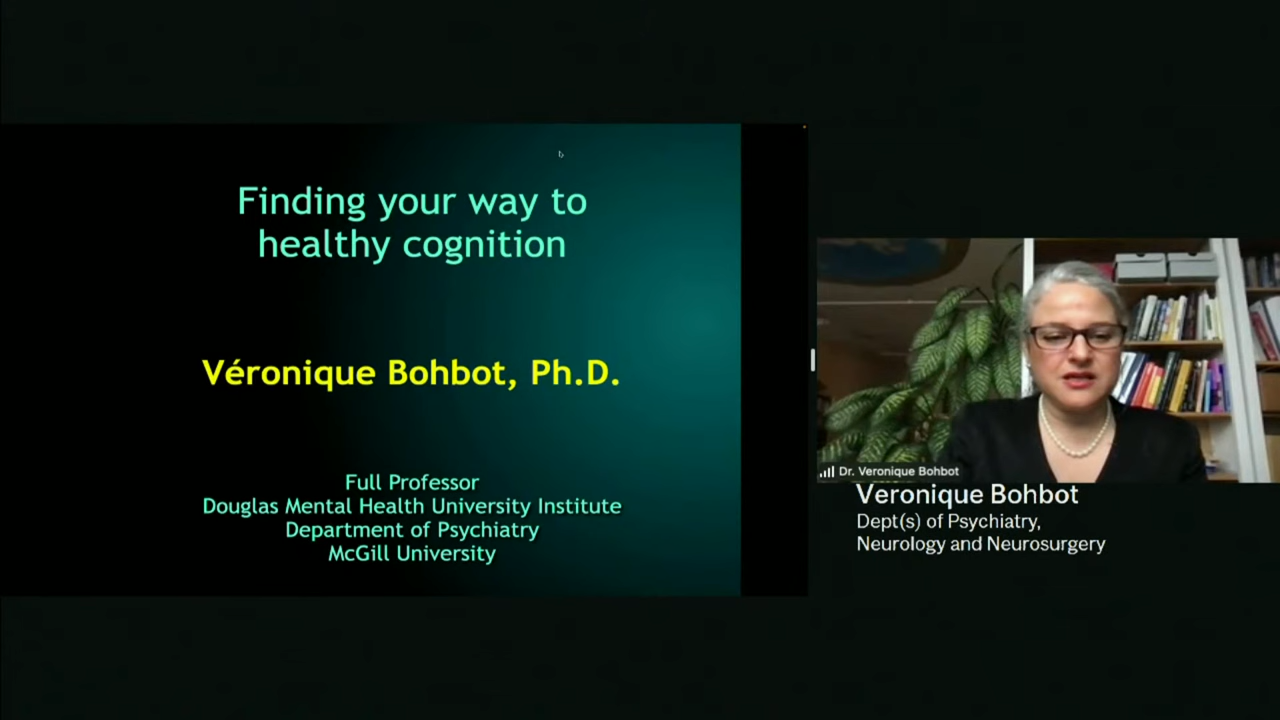 Finding your way to
healthy cognition
Véronique Bohbot, Ph.D.
Full Professor
Douglas Mental Health University Institute
Department of Psychiatry
McGill University
Dr. Veronique Bohbot
Veronique Bohbot
Dept(s) of Psychiatry,
Neurology and Neurosurgery